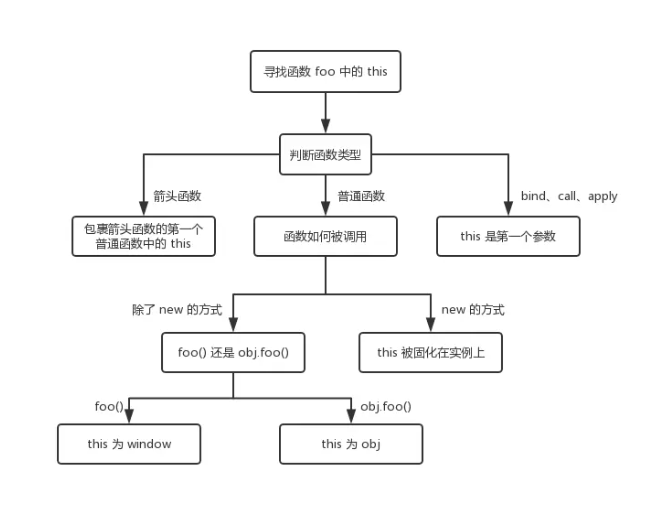 寻找函数 foo 中的 this
判断函数类型
箭头函数
普通函数
bind、call、apply
包裹箭头函数的第一个
普通函数中的 this
函数如何被调用
this 是第一个参数
除了 new 的方式
new 的方式
foo() 还是 obj.foo()
this 被固化在实例上
foo()
obj.foo()
this 为 window
this 为 obj